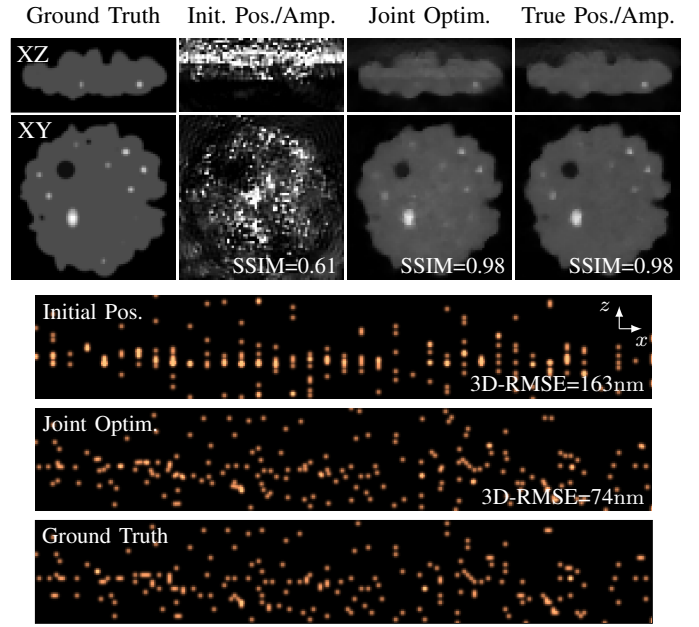 Ground Truth Init. Pos./Amp. Joint Optim. True Pos./Amp.
XZ
XY
SSIM=0.61 SSIM=0.98 SSIM=0.98
Initial Pos.
z
x
3D-RMSE=163nm
Joint Optim.
3D-RMSE=74nm
Ground Truth